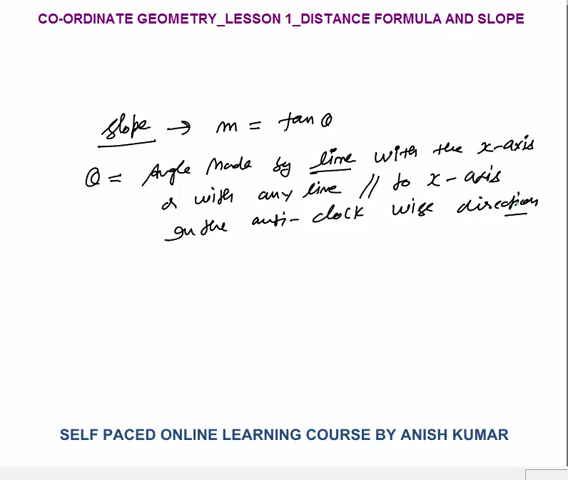 CO-ORDINATE GEOMETRY_LESSON 1_DISTANCE FORMULA AND SLOPE
slope → m = tan θ
θ = Angle Made by line with the x-axis
or with any line // to x-axis
in the anti-clock wise direction
SELF PACED ONLINE LEARNING COURSE BY ANISH KUMAR